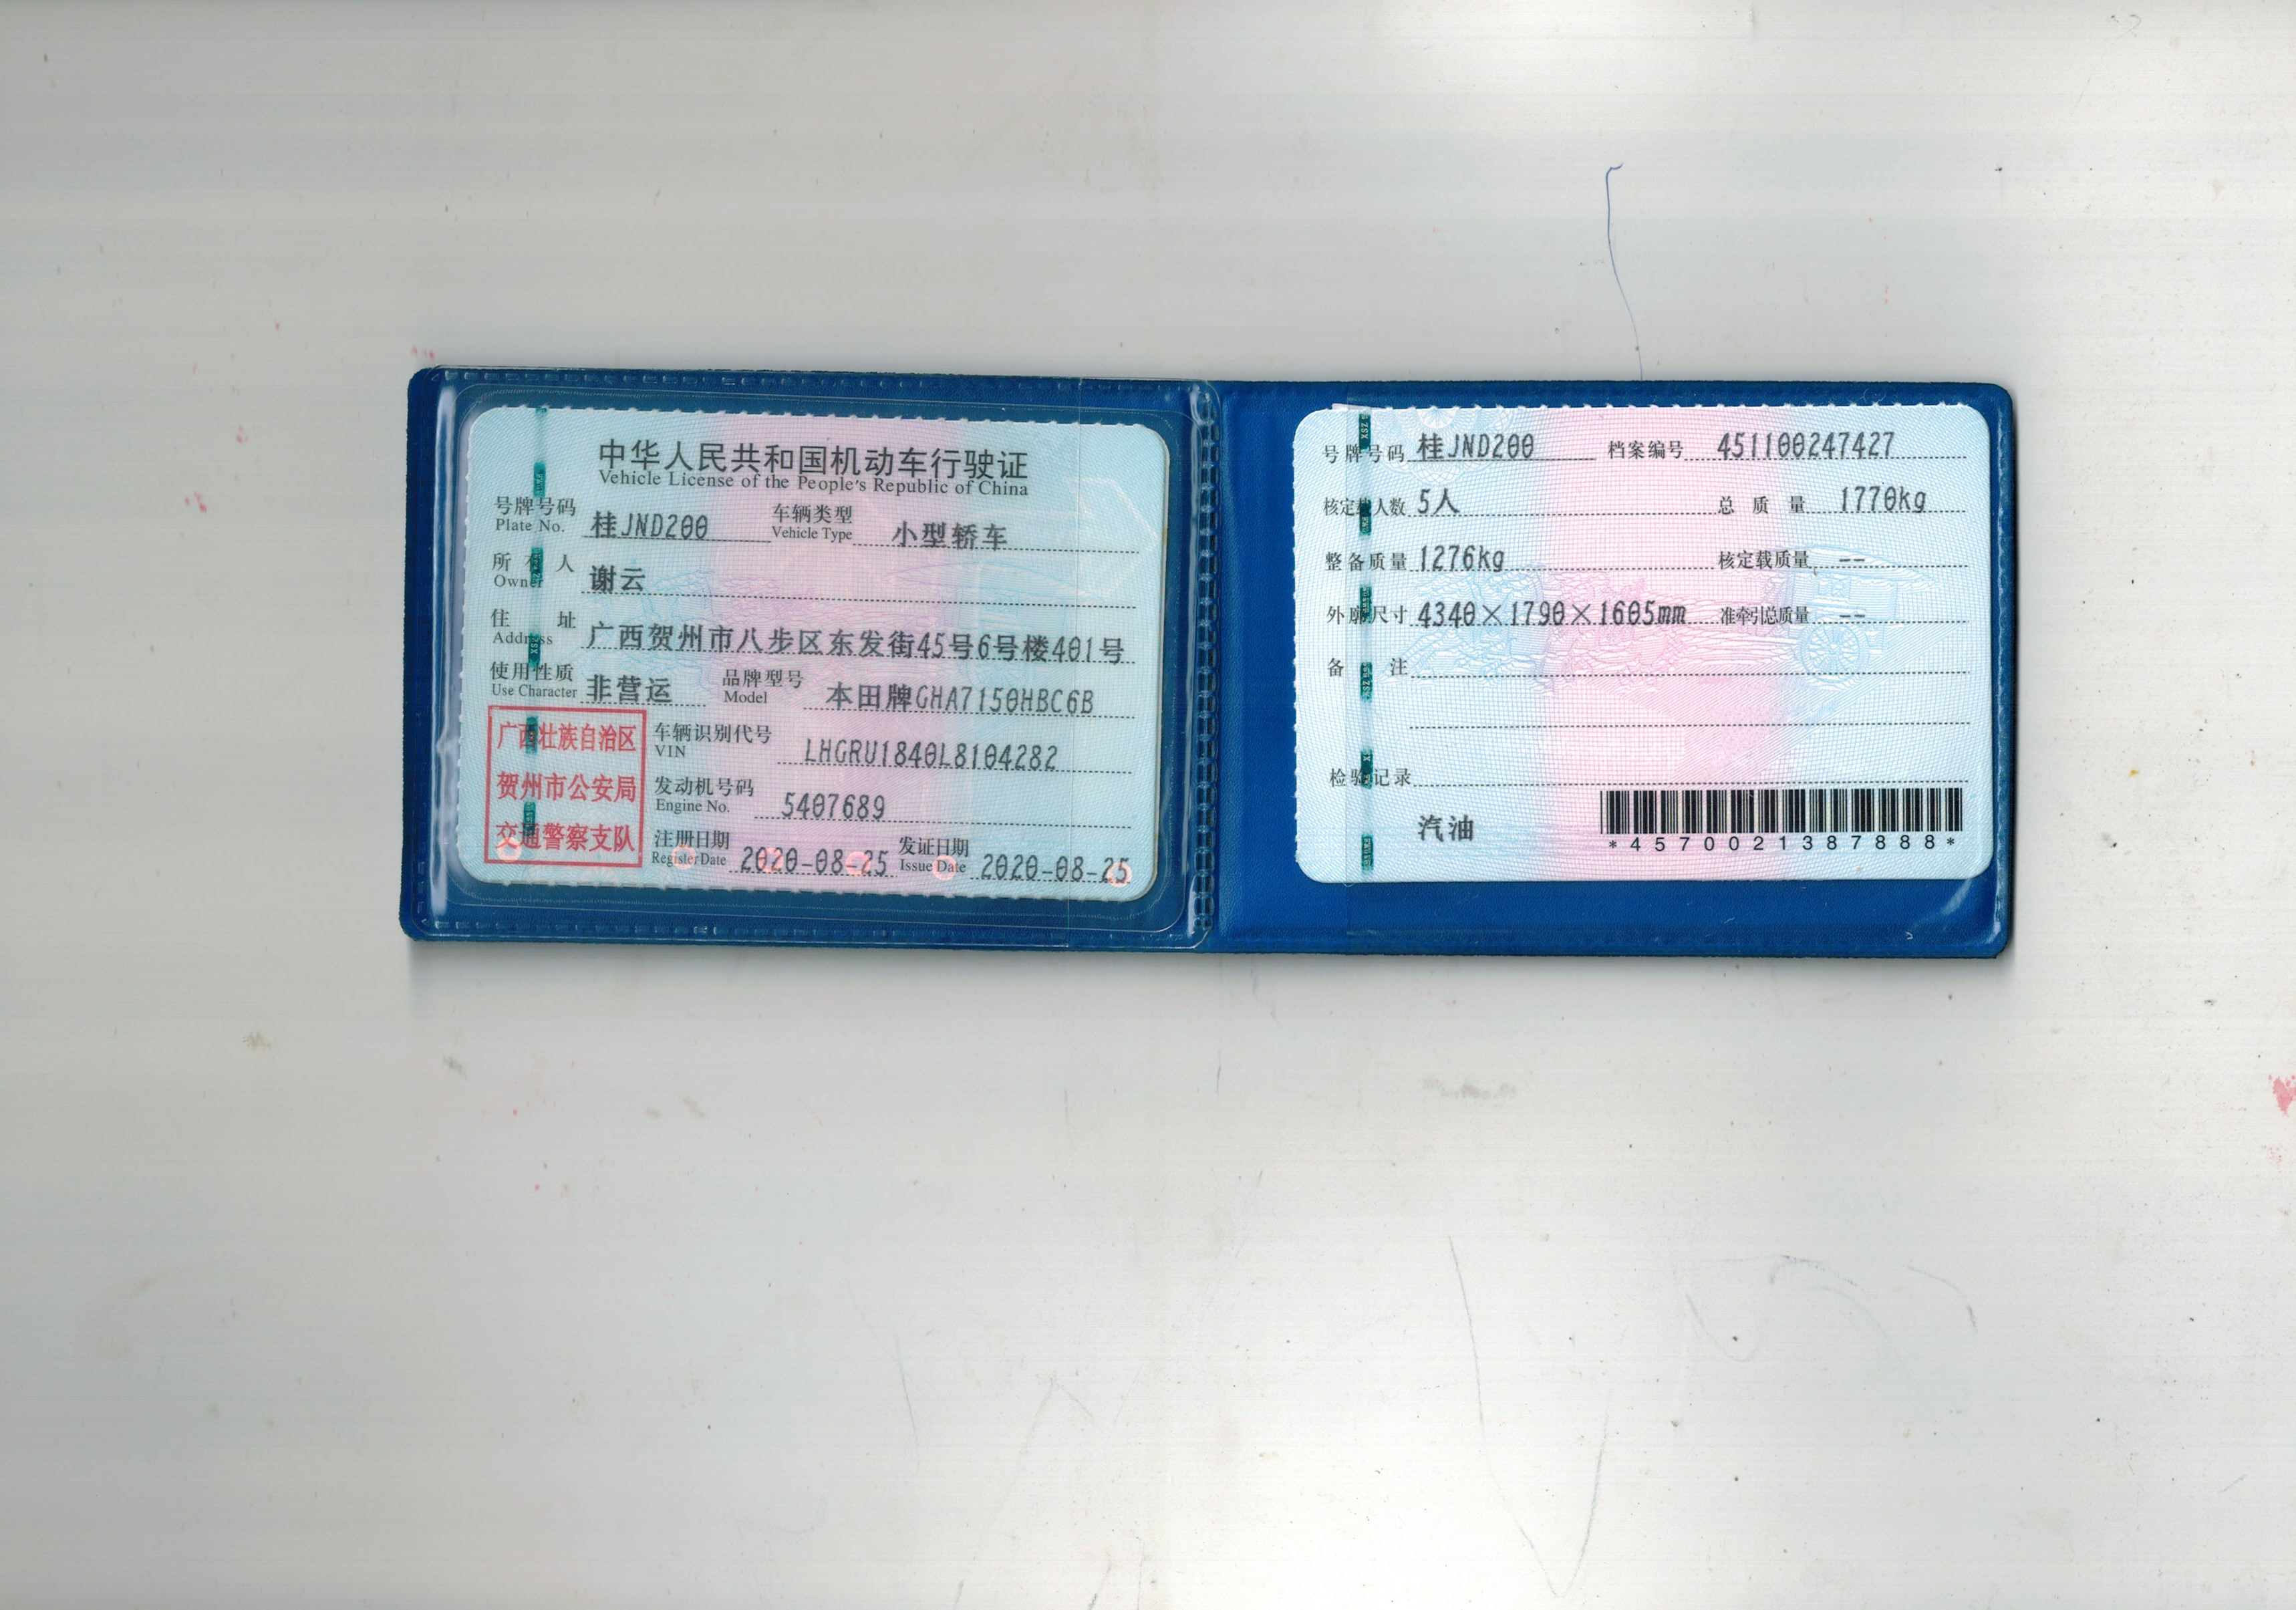 中华人民共和国机动车行驶证
Vehicle License of the People's Republic of China
号牌号码 桂JND200 车辆类型 小型轿车
Plate No. Vehicle Type
所有人 谢云
Owner
住址 广西贺州市八步区东发街45号6号楼401号
Address
使用性质 非营运 品牌型号 本田牌GHA7150HBC6B
Use Character Model
广西壮族自治区
贺州市公安局
交通警察支队
车辆识别代号 LHGRU1840L8104282
VIN
发动机号码 5407689
Engine No.
注册日期 2020-08-25 发证日期 2020-08-25
Register Date Issue Date
号牌号码 桂JND200 档案编号 451100247427
核定载人数 5人 总质量 1770kg
整备质量 1276kg 核定载质量 --
外廓尺寸 4340×1790×1605mm 准牵引总质量 --
备注
检验记录
汽油
*4570021387888*